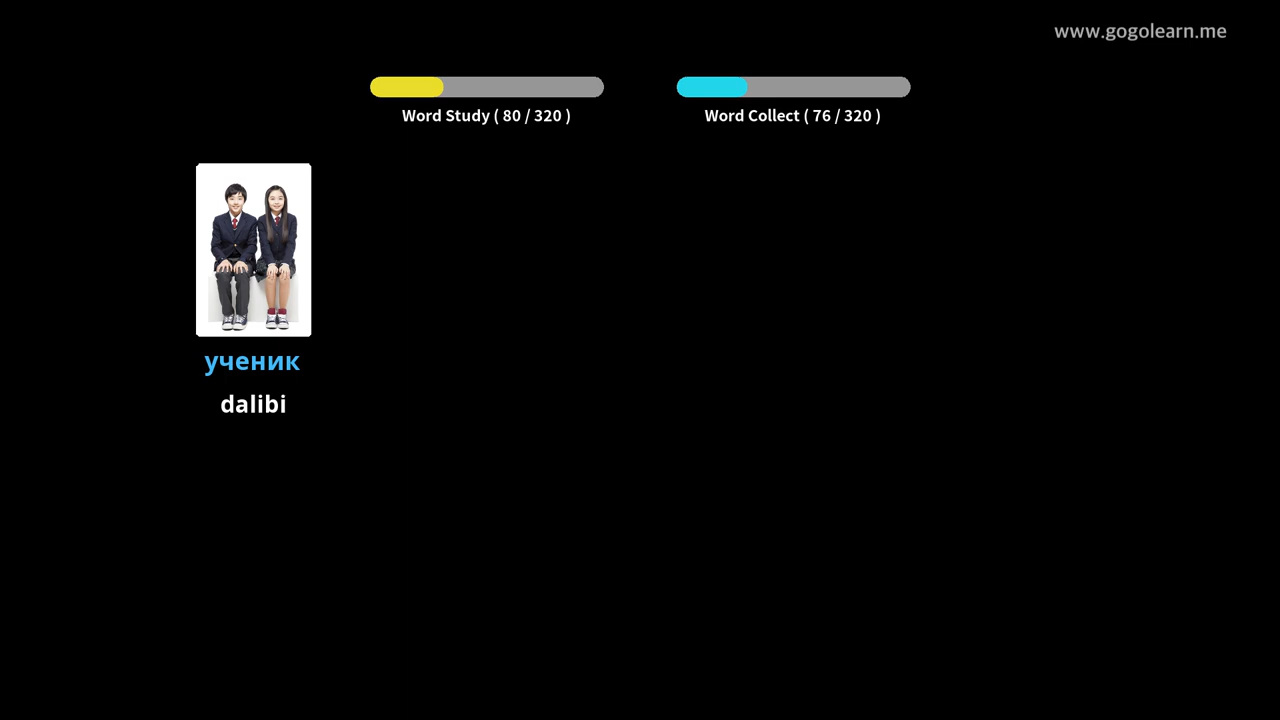 www.gogolearn.me
Word Study ( 80 / 320 )
Word Collect ( 76 / 320 )
ученик
dalibi